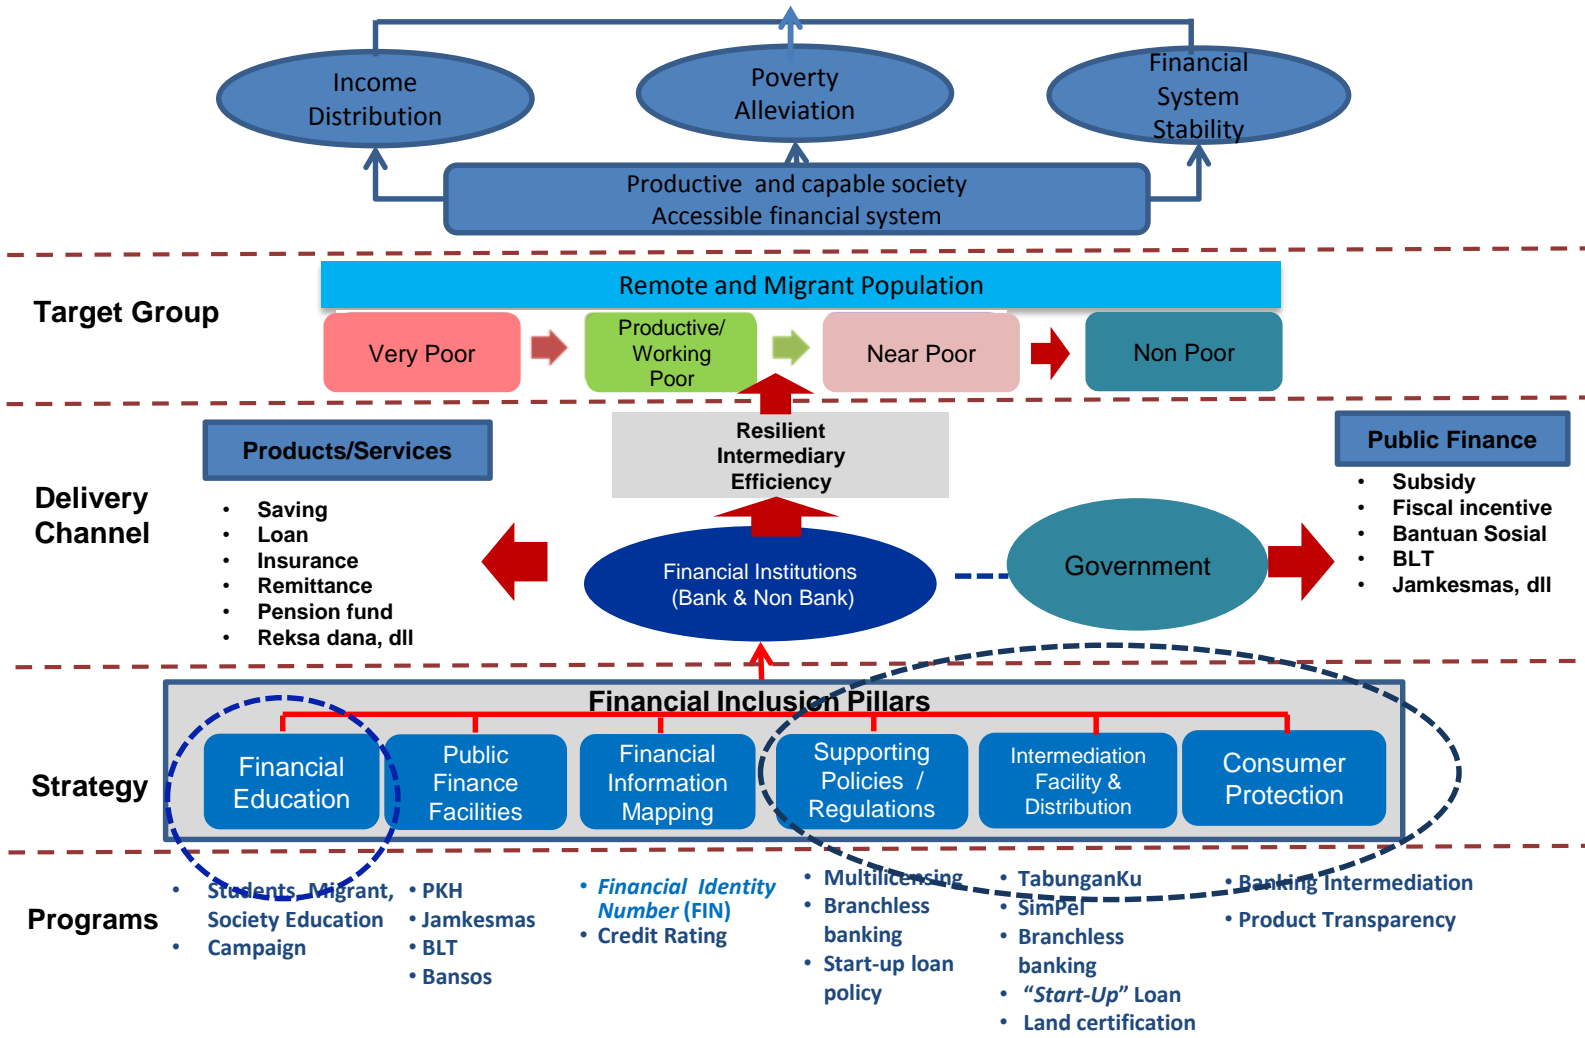 Income
Distribution
Poverty
Alleviation
Financial
System
Stability
Productive and capable society
Accessible financial system
Target Group
Remote and Migrant Population
Very Poor
Productive/
Working
Poor
Near Poor
Non Poor
Delivery
Channel
Products/Services
• Saving
• Loan
• Insurance
• Remittance
• Pension fund
• Reksa dana, dll
Resilient
Intermediary
Efficiency
Financial Institutions
(Bank & Non Bank)
Government
Public Finance
• Subsidy
• Fiscal incentive
• Bantuan Sosial
• BLT
• Jamkesmas, dll
Strategy
Financial Inclusion Pillars
Financial
Education
Public
Finance
Facilities
Financial
Information
Mapping
Supporting
Policies /
Regulations
Intermediation
Facility &
Distribution
Consumer
Protection
Programs
• Students, Migrant,
Society Education
• Campaign
• PKH
• Jamkesmas
• BLT
• Bansos
• Financial Identity
Number (FIN)
• Credit Rating
• Multilicensing
• Branchless
banking
• Start-up loan
policy
• TabunganKu
• SimPel
• Branchless
banking
• “Start-Up” Loan
• Land certification
• Banking Intermediation
• Product Transparency